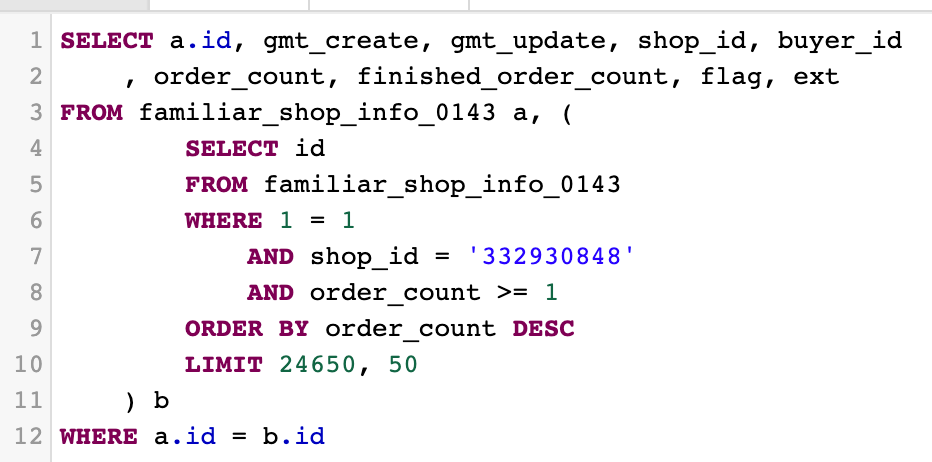 1 SELECT a.id, gmt_create, gmt_update, shop_id, buyer_id
2     , order_count, finished_order_count, flag, ext
3 FROM familiar_shop_info_0143 a, (
4         SELECT id
5         FROM familiar_shop_info_0143
6         WHERE 1 = 1
7             AND shop_id = '332930848'
8             AND order_count >= 1
9         ORDER BY order_count DESC
10         LIMIT 24650, 50
11     ) b
12 WHERE a.id = b.id